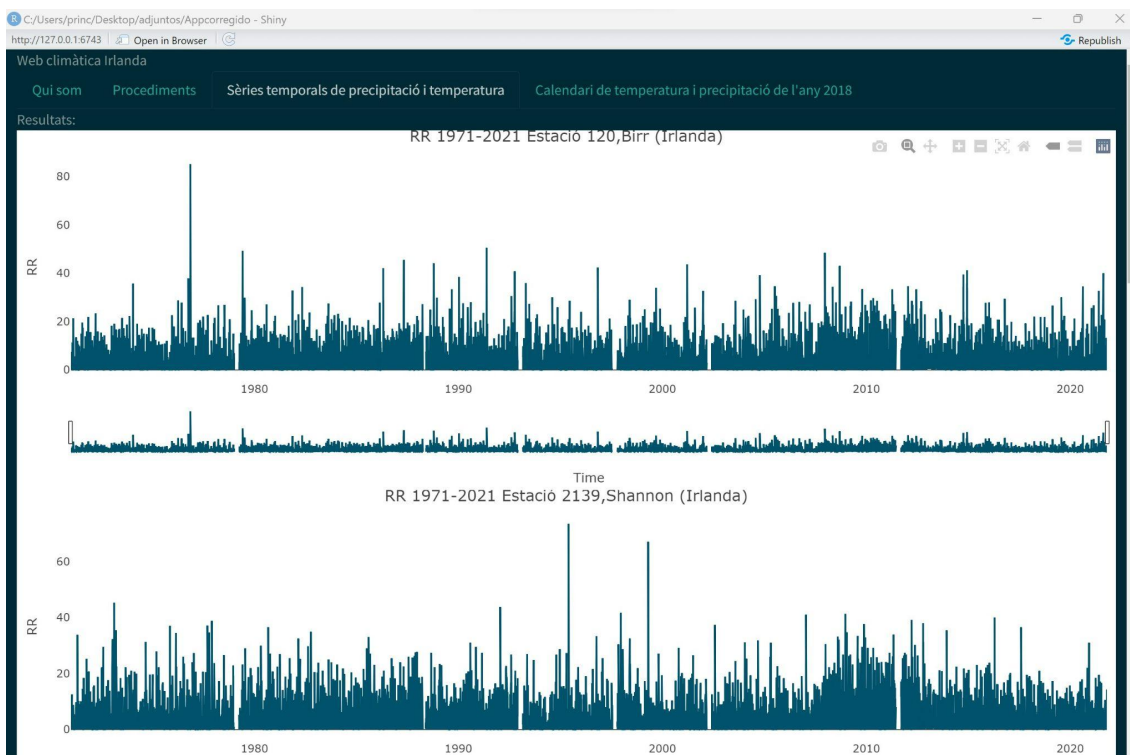 R C:/Users/princ/Desktop/adjuntos/Appcorregido - Shiny
http://127.0.0.1:6743 Open in Browser Republish
Web climàtica Irlanda
Qui som Procediments Sèries temporals de precipitació i temperatura Calendari de temperatura i precipitació de l'any 2018
Resultats:
RR 1971-2021 Estació 120,Birr (Irlanda)
80
60
RR
40
20
0
1980 1990 2000 2010 2020
Time
RR 1971-2021 Estació 2139,Shannon (Irlanda)
60
40
RR
20
0
1980 1990 2000 2010 2020